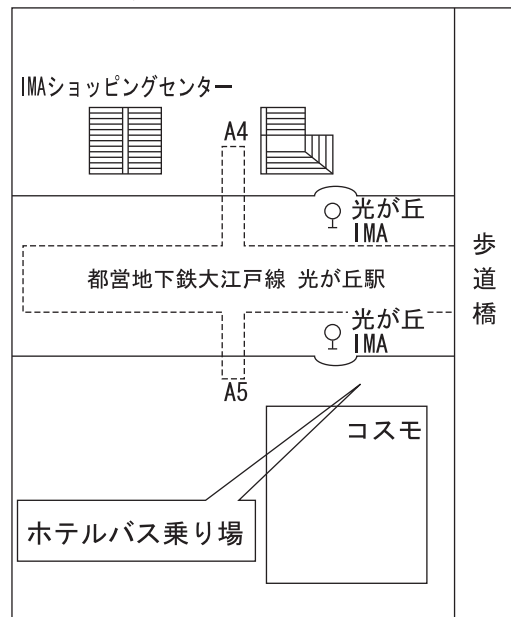 IMAショッピングセンター
A4
光が丘
IMA
歩道橋
都営地下鉄大江戸線 光が丘駅
光が丘
IMA
A5
コスモ
ホテルバス乗り場